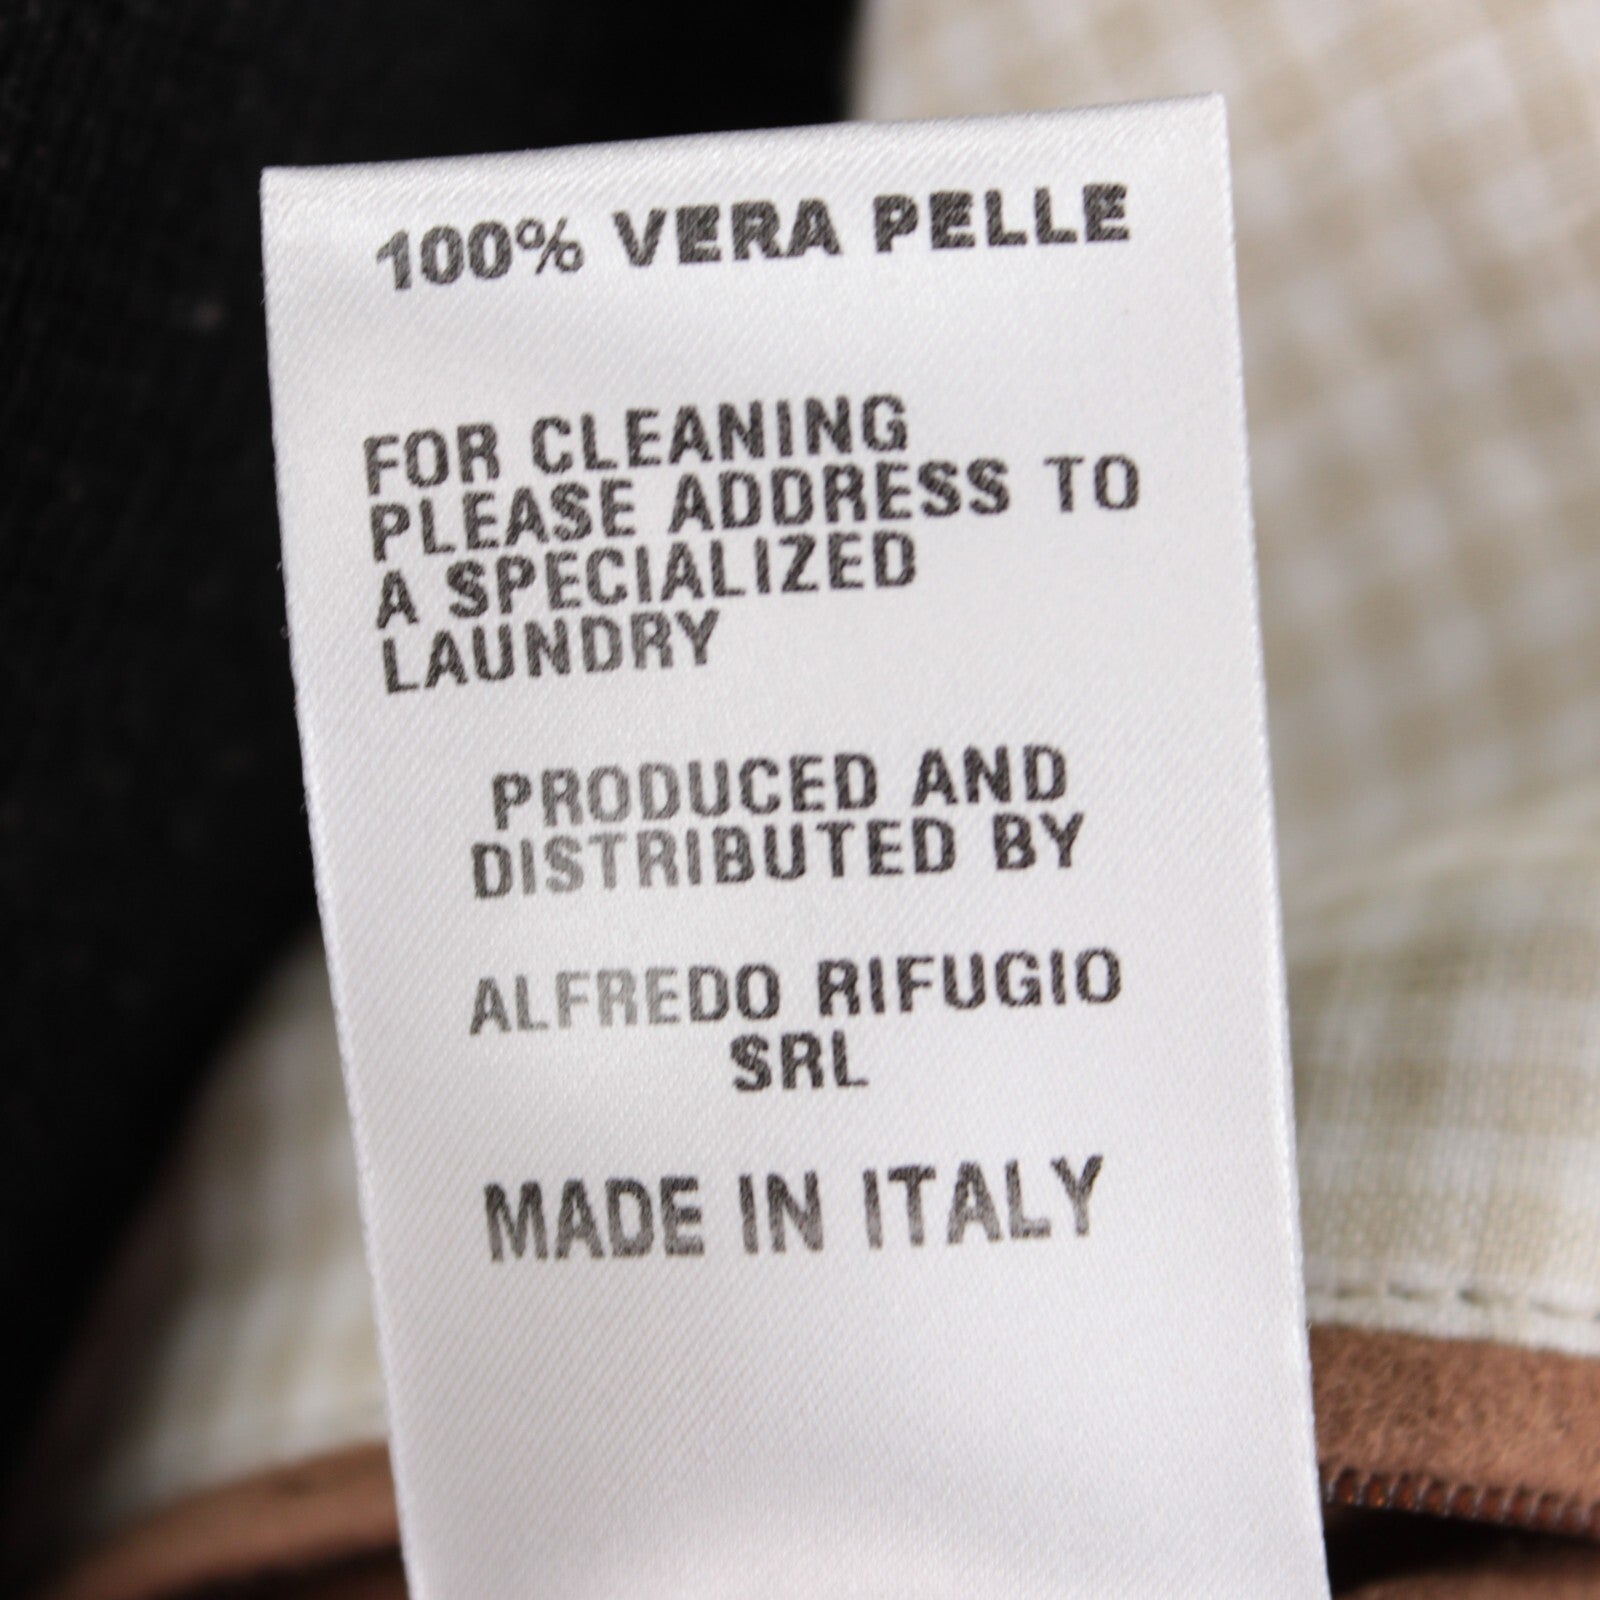 100% VERA PELLE
FOR CLEANING
PLEASE ADDRESS TO
A SPECIALIZED
LAUNDRY
PRODUCED AND
DISTRIBUTED BY
ALFREDO RIFUGIO
SRL
MADE IN ITALY